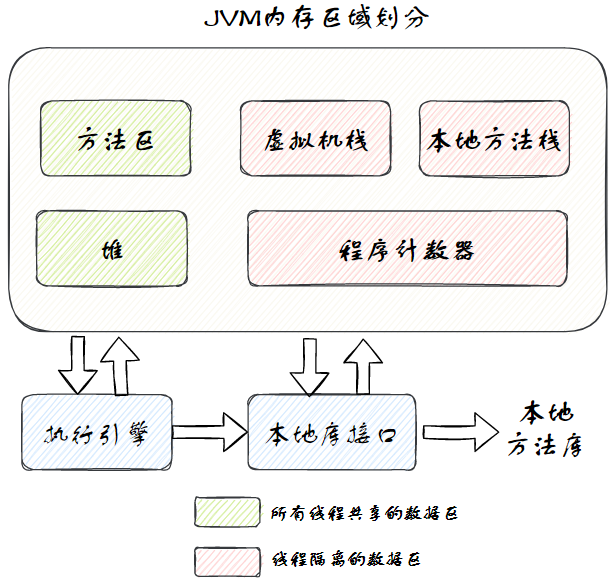 JVM内存区域划分
方法区
虚拟机栈
本地方法栈
堆
程序计数器
执行引擎
本地库接口
本地
方法库
所有线程共享的数据区
线程隔离的数据区